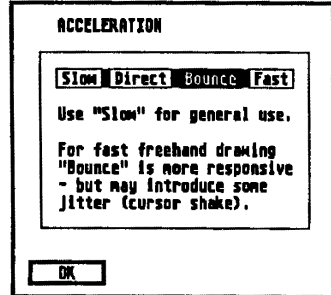 ACCELERATION
Slow Direct Bounce Fast
Use "Slow" for general use.
For fast freehand drawing
"Bounce" is more responsive
- but may introduce some
jitter (cursor shake).
OK